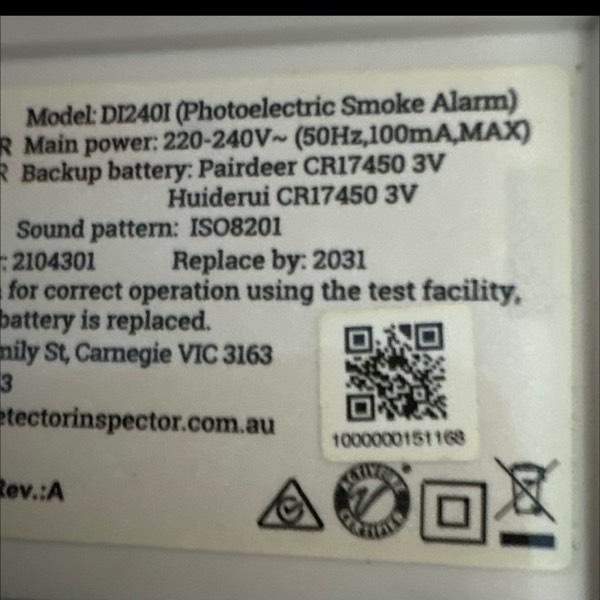 Model: DI240I (Photoelectric Smoke Alarm)
R Main power: 220-240V~ (50Hz,100mA,MAX)
R Backup battery: Pairdeer CR17450 3V
Huiderui CR17450 3V
Sound pattern: ISO8201
: 2104301 Replace by: 2031
for correct operation using the test facility,
battery is replaced.
mily St, Carnegie VIC 3163
3
etectorinspector.com.au
1000000151168
Rev.:A
ACTIVFIRE
CERTIFIED